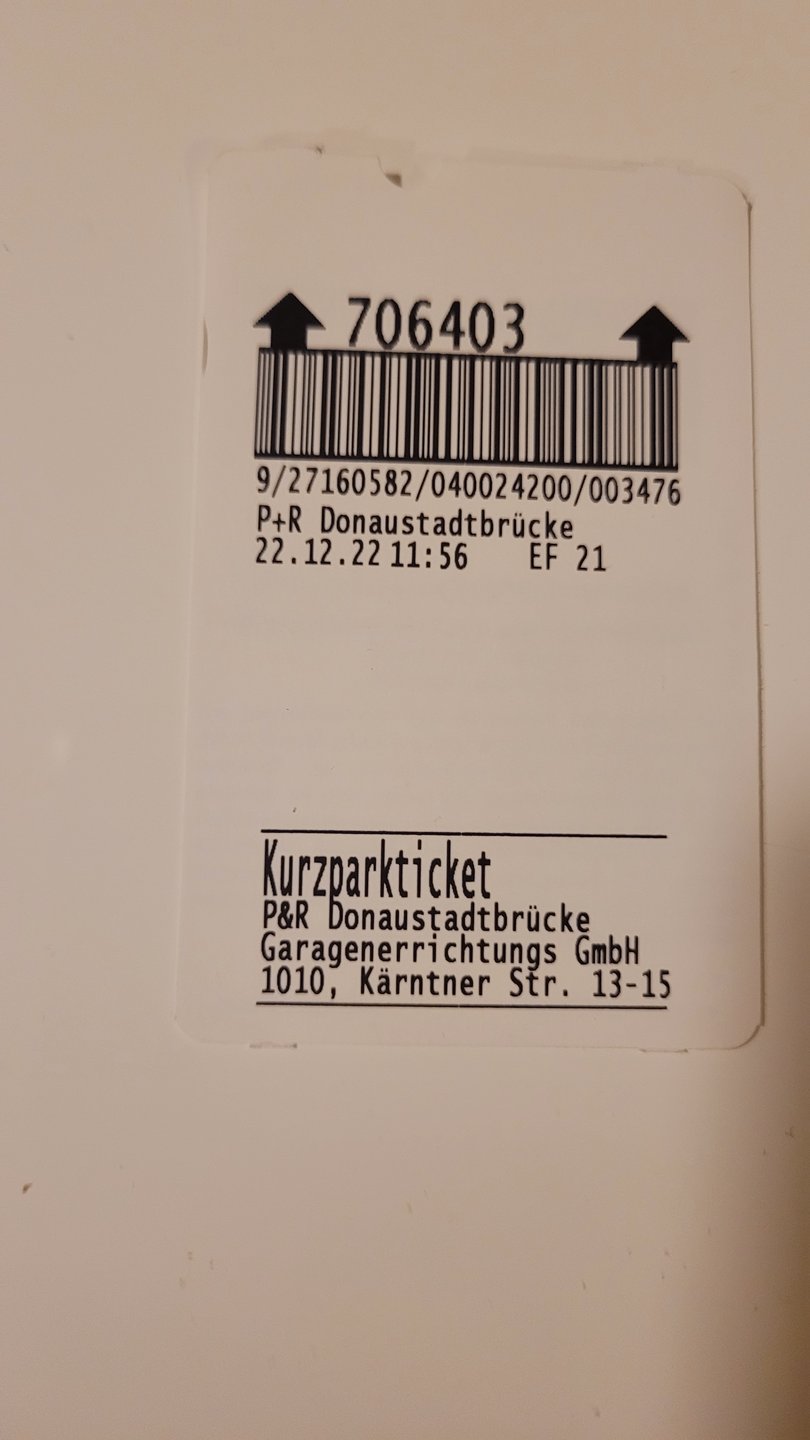 706403
9/27160582/040024200/003476
P+R Donaustadtbrücke
22.12.22 11:56 EF 21
Kurzparkticket
P&R Donaustadtbrücke
Garagenerrichtungs GmbH
1010, Kärntner Str. 13-15